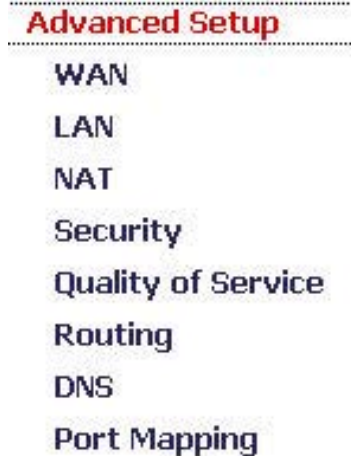 Advanced Setup
WAN
LAN
NAT
Security
Quality of Service
Routing
DNS
Port Mapping